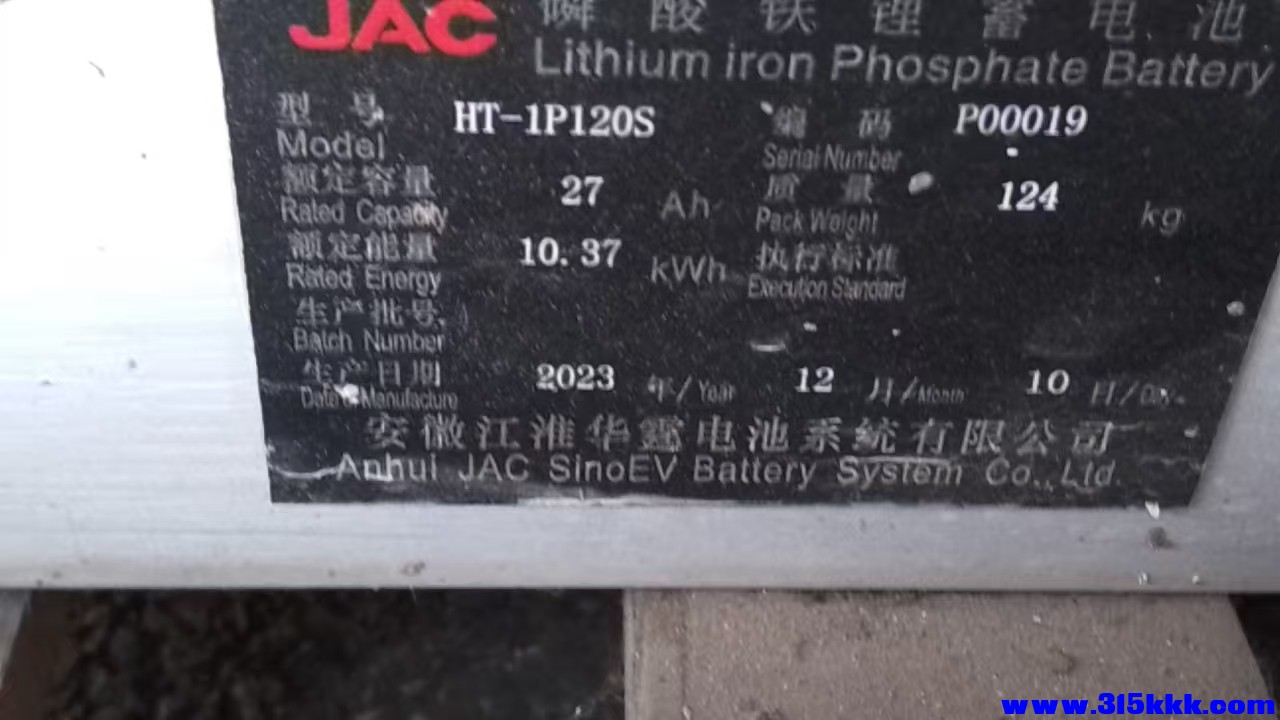 JAC 磷酸铁锂蓄电池
Lithium iron Phosphate Battery
型号 HT-1P120S 编码 P00019
Model Serial Number
额定容量 27 Ah 质量 124 kg
Rated Capacity Pack Weight
额定能量 10.37 kWh 执行标准
Rated Energy Execution Standard
生产批号
Batch Number
生产日期 2023 年/Year 12 月/Month 10 日/Day
Date of Manufacture
安徽江淮华霆电池系统有限公司
Anhui JAC SinoEV Battery System Co., Ltd.
www.315kkk.com